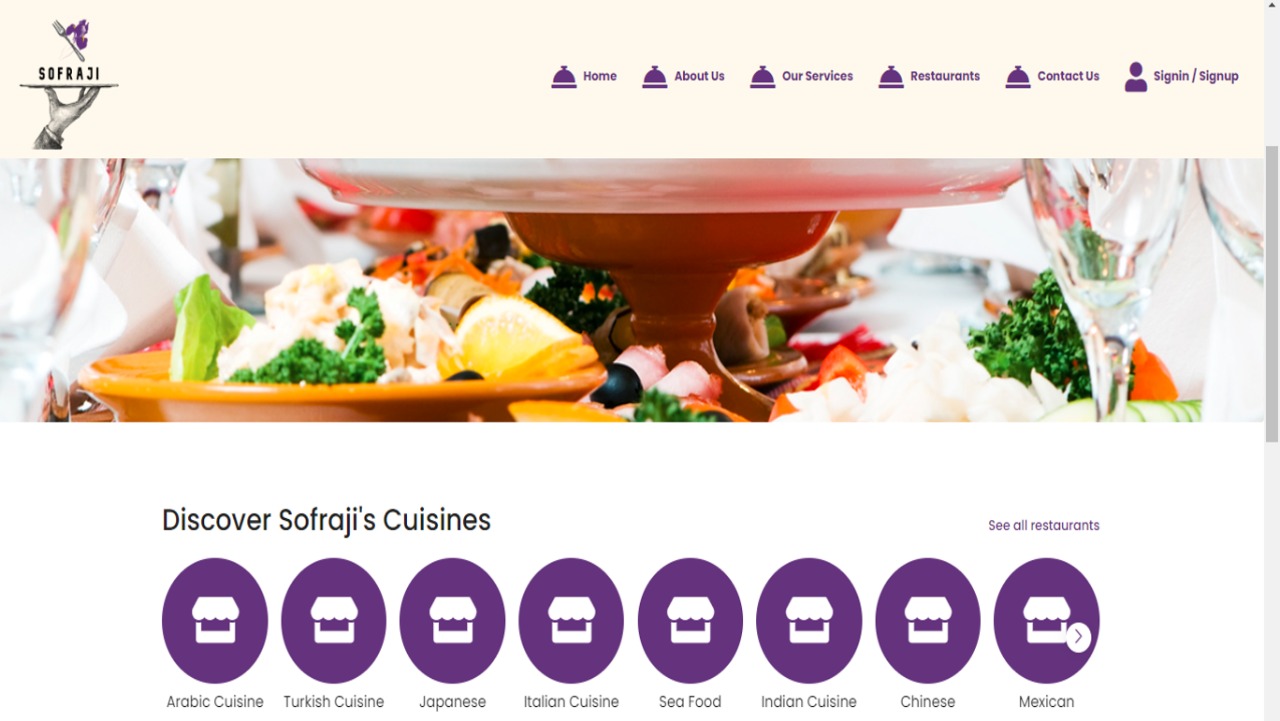 SOFRAJI
Home
About Us
Our Services
Restaurants
Contact Us
Signin / Signup
Discover Sofraji's Cuisines
See all restaurants
Arabic Cuisine
Turkish Cuisine
Japanese
Italian Cuisine
Sea Food
Indian Cuisine
Chinese
Mexican